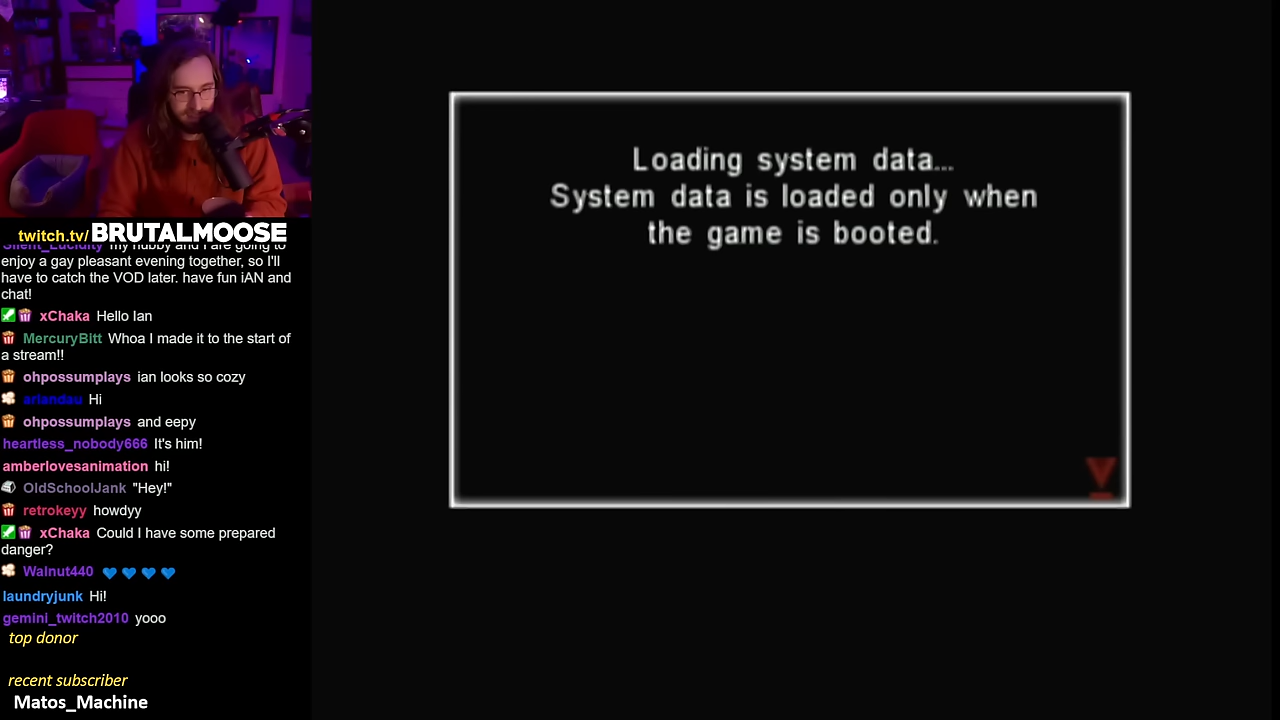 twitch.tv/BRUTALMOOSE
Silent_Lucidity my hubby and I are going to
enjoy a gay pleasant evening together, so I'll
have to catch the VOD later. have fun iAN and
chat!
xChaka Hello Ian
MercuryBitt Whoa I made it to the start of
a stream!!
ohpossumplays ian looks so cozy
arlandau Hi
ohpossumplays and eepy
heartless_nobody666 It's him!
amberlovesanimation hi!
OldSchoolJank "Hey!"
retrokeyy howdyy
xChaka Could I have some prepared
danger?
Walnut440
laundryjunk Hi!
gemini_twitch2010 yooo
top donor
recent subscriber
Matos_Machine
Loading system data...
System data is loaded only when
the game is booted.